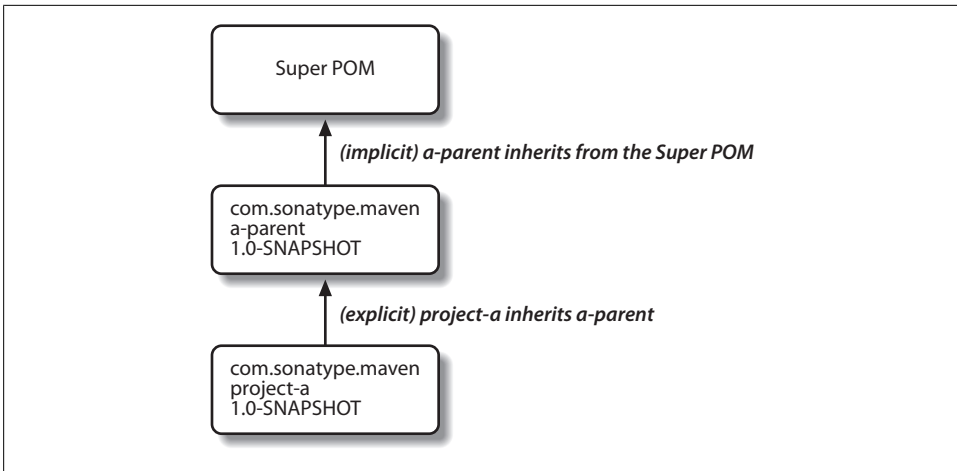 Super POM
(implicit) a-parent inherits from the Super POM
com.sonatype.maven
a-parent
1.0-SNAPSHOT
(explicit) project-a inherits a-parent
com.sonatype.maven
project-a
1.0-SNAPSHOT